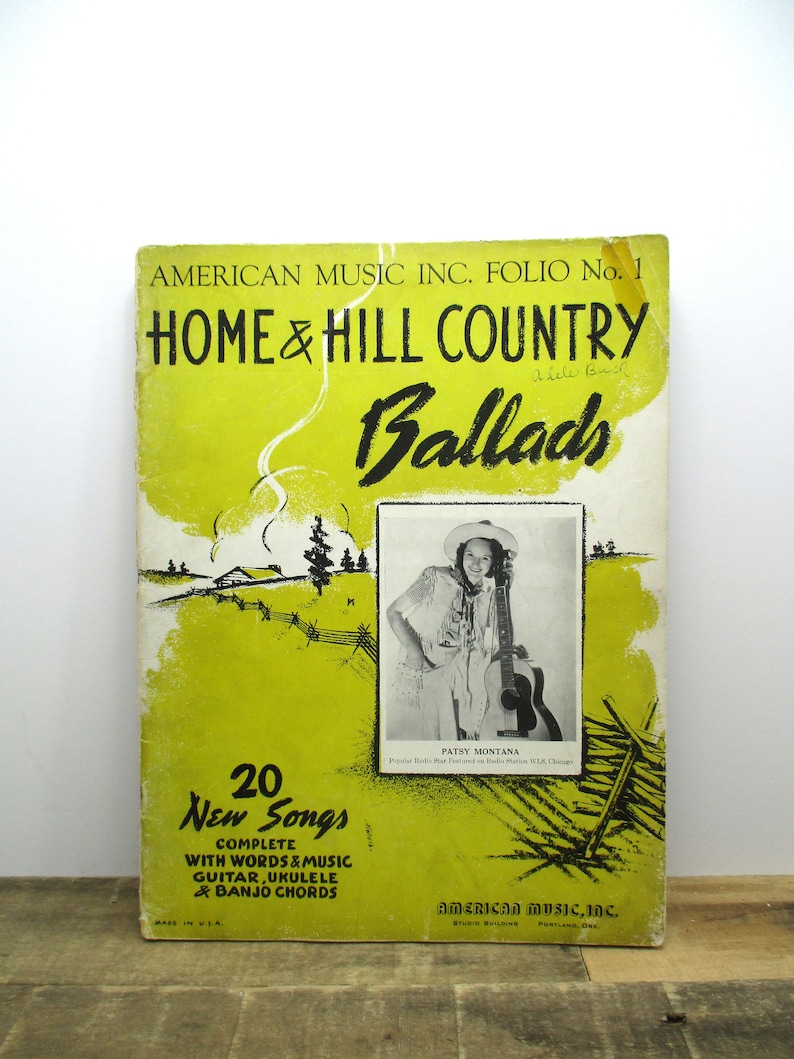 AMERICAN MUSIC INC. FOLIO No. 1
HOME & HILL COUNTRY
Ballads
PATSY MONTANA
Popular Radio Star Featured on Radio Station WLS, Chicago
20
New Songs
COMPLETE
WITH WORDS & MUSIC
GUITAR, UKULELE
& BANJO CHORDS
AMERICAN MUSIC, INC.
STUDIO BUILDING PORTLAND, ORE.
MADE IN U.S.A.